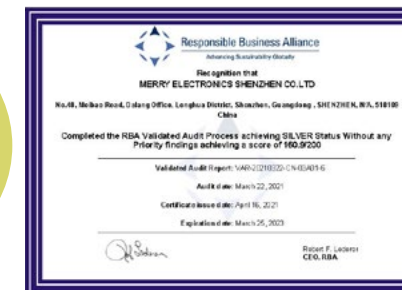 Responsible Business Alliance
Advancing Sustainability Globally
Recognition that
MERRY ELECTRONICS SHENZHEN CO.LTD
Road, Dalang Office, Longhua District, Shenzhen, Guangdong , SHENZHEN, 518109
China
Completed the RBA Validated Audit Process achieving SILVER Status Without any
Priority findings achieving a score of 160.9/200
Validated Audit Report:
Audit date: March 22, 2021
Certificate issue date: April 16, 2021
Expiration date: March 25, 2023
Robert F. Lederer
CEO, RBA